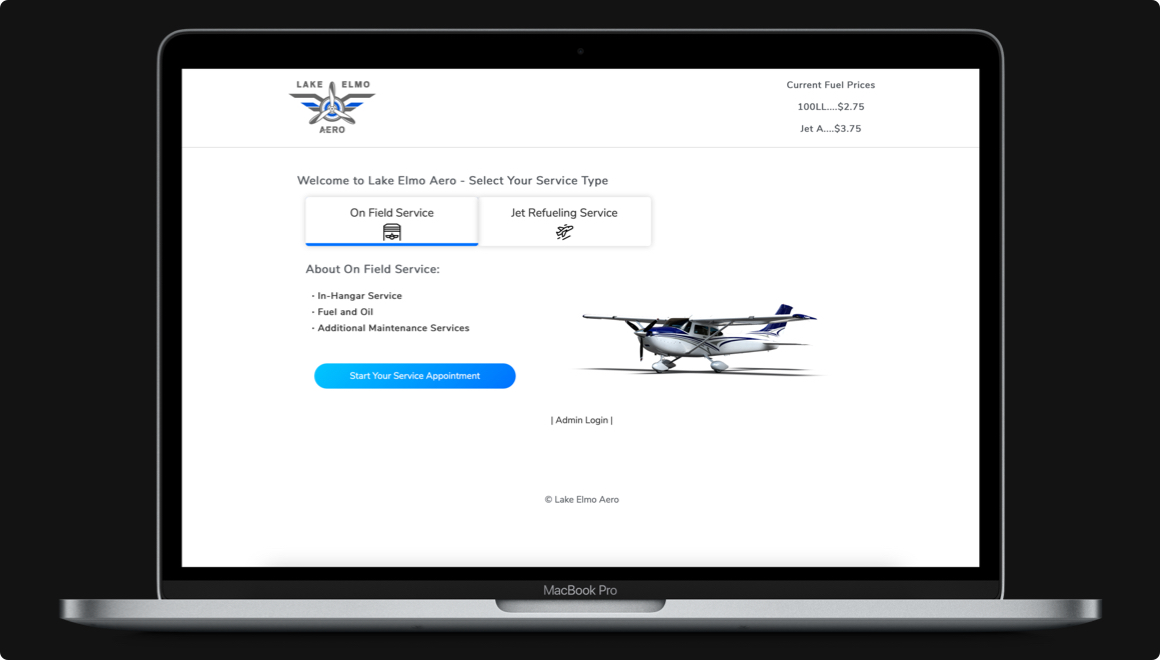 LAKE ELMO
AERO
Current Fuel Prices
100LL....$2.75
Jet A....$3.75
Welcome to Lake Elmo Aero - Select Your Service Type
On Field Service
Jet Refueling Service
About On Field Service:
- In-Hangar Service
- Fuel and Oil
- Additional Maintenance Services
Start Your Service Appointment
| Admin Login |
© Lake Elmo Aero
MacBook Pro